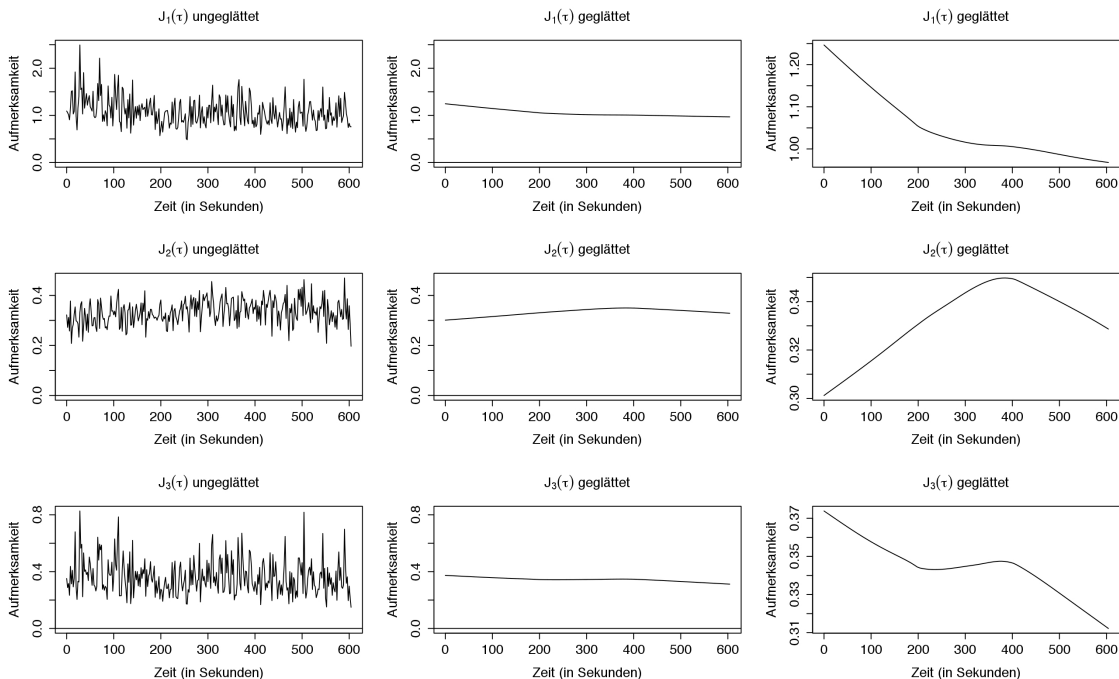 J₁(τ) ungeglättet
Aufmerksamkeit
0.0 1.0 2.0
0 100 200 300 400 500 600
Zeit (in Sekunden)
J₁(τ) geglättet
Aufmerksamkeit
0.0 1.0 2.0
0 100 200 300 400 500 600
Zeit (in Sekunden)
J₁(τ) geglättet
Aufmerksamkeit
1.00 1.10 1.20
0 100 200 300 400 500 600
Zeit (in Sekunden)
J₂(τ) ungeglättet
Aufmerksamkeit
0.0 0.2 0.4
0 100 200 300 400 500 600
Zeit (in Sekunden)
J₂(τ) geglättet
Aufmerksamkeit
0.0 0.2 0.4
0 100 200 300 400 500 600
Zeit (in Sekunden)
J₂(τ) geglättet
Aufmerksamkeit
0.30 0.32 0.34
0 100 200 300 400 500 600
Zeit (in Sekunden)
J₃(τ) ungeglättet
Aufmerksamkeit
0.0 0.4 0.8
0 100 200 300 400 500 600
Zeit (in Sekunden)
J₃(τ) geglättet
Aufmerksamkeit
0.0 0.4 0.8
0 100 200 300 400 500 600
Zeit (in Sekunden)
J₃(τ) geglättet
Aufmerksamkeit
0.31 0.33 0.35 0.37
0 100 200 300 400 500 600
Zeit (in Sekunden)